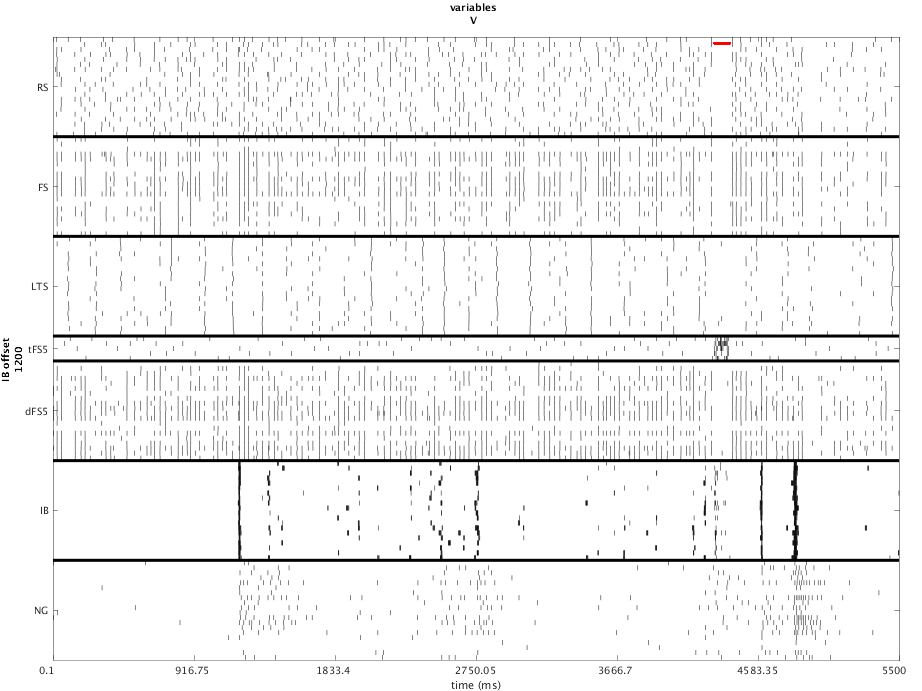 variables
V
RS
FS
LTS
tFS5
dFS5
IB
NG
IB offset
1200
0.1
916.75
1833.4
2750.05
3666.7
4583.35
5500
time (ms)